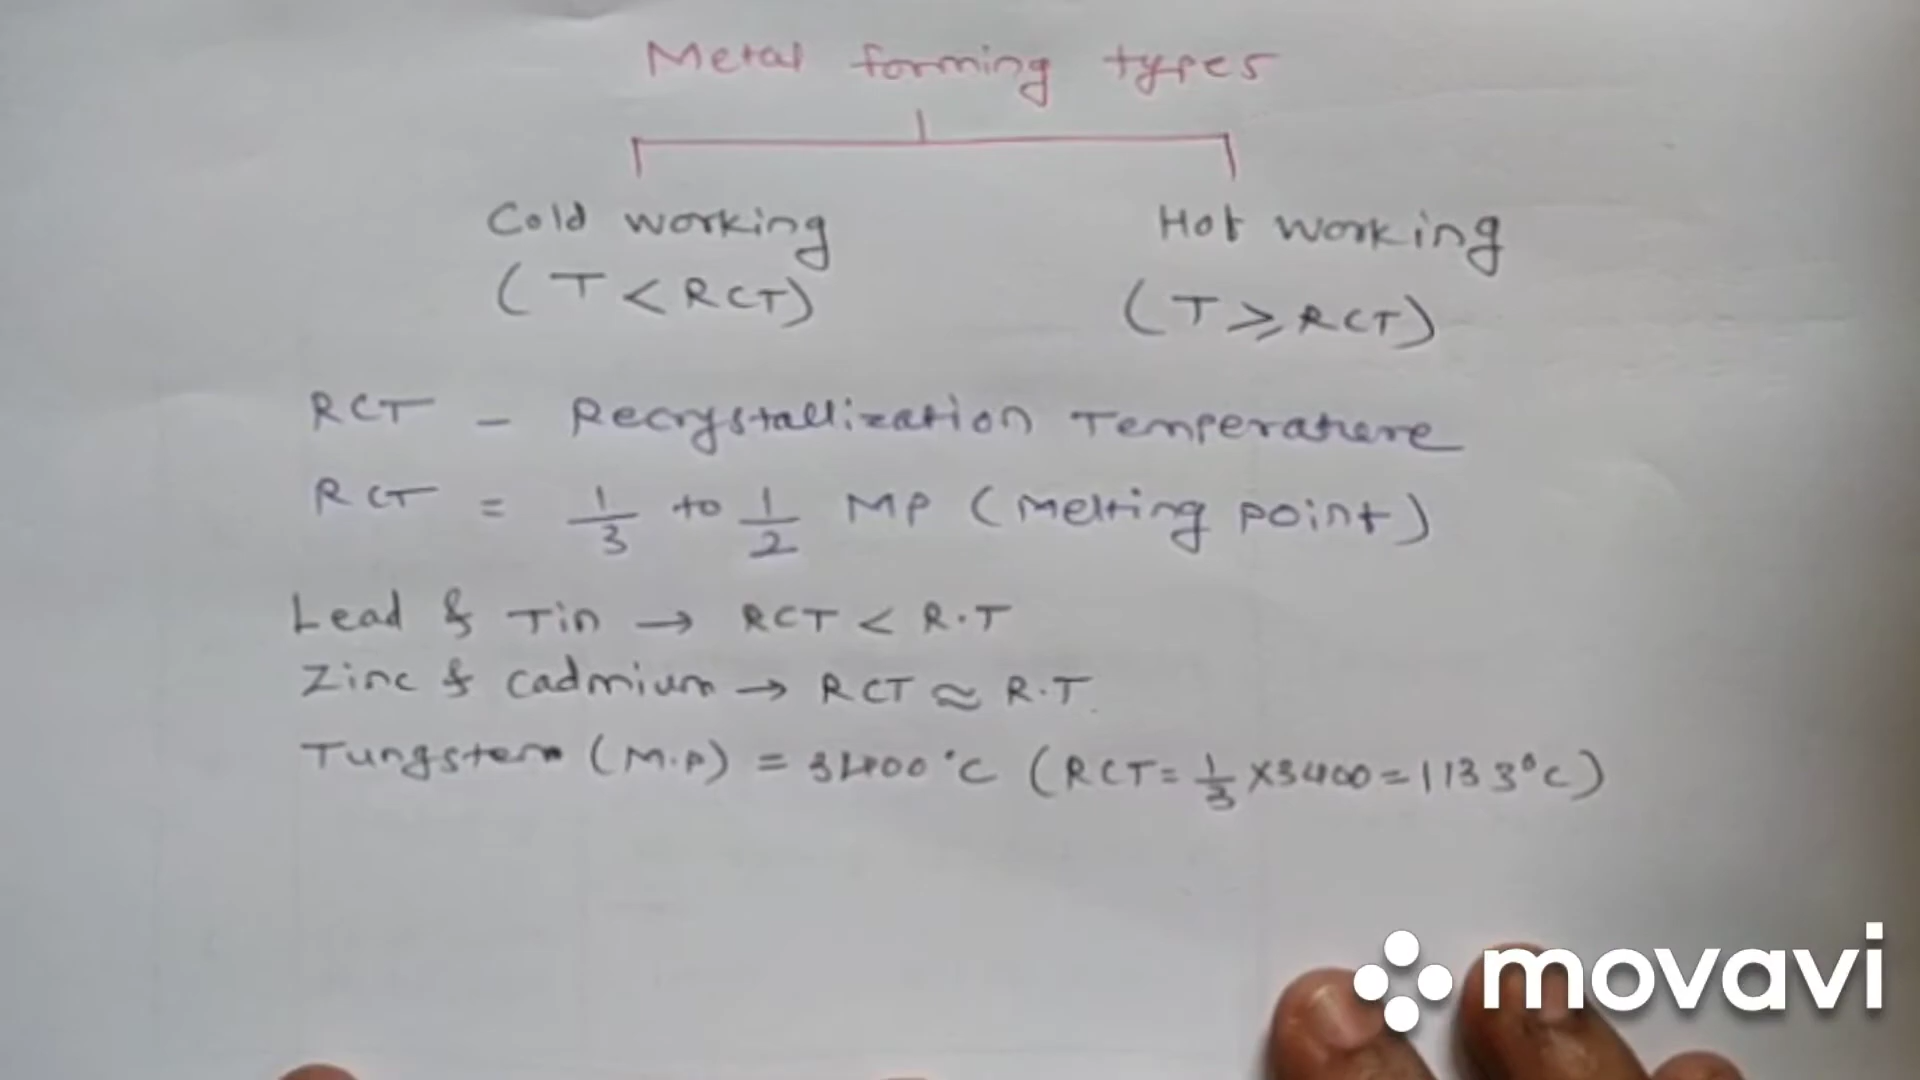 Metal forming types
Cold working
(T < RCT)
Hot working
(T ⩾ RCT)
RCT - Recrystallization Temperature
RCT = 1/3 to 1/2 MP (Melting point)
Lead & Tin → RCT < R.T
Zinc & cadmium → RCT ≈ R.T.
Tungsten (M.P) = 3400°C (RCT = 1/3 × 3400 = 1133°C)
movavi